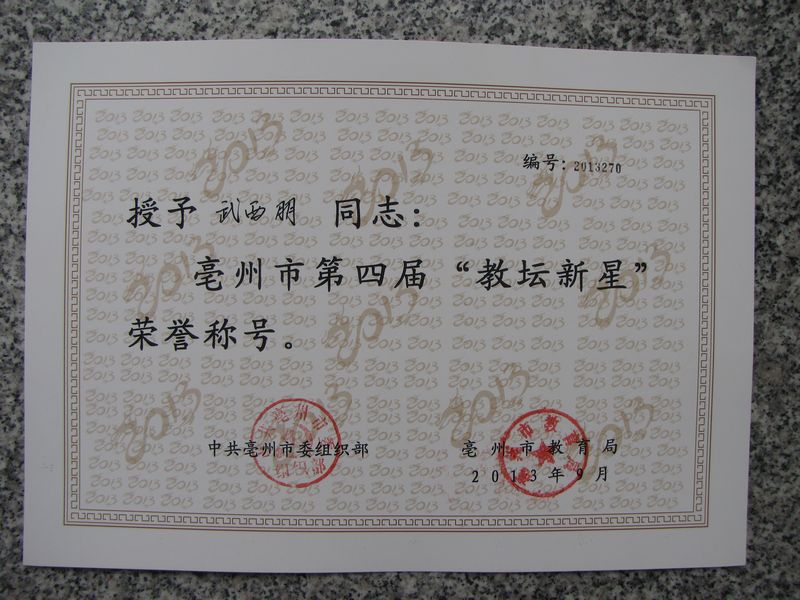 编号：2013270
授予 武西朋 同志：
亳州市第四届“教坛新星”
荣誉称号。
中共亳州市委组织部 亳州市教育局
2013年9月